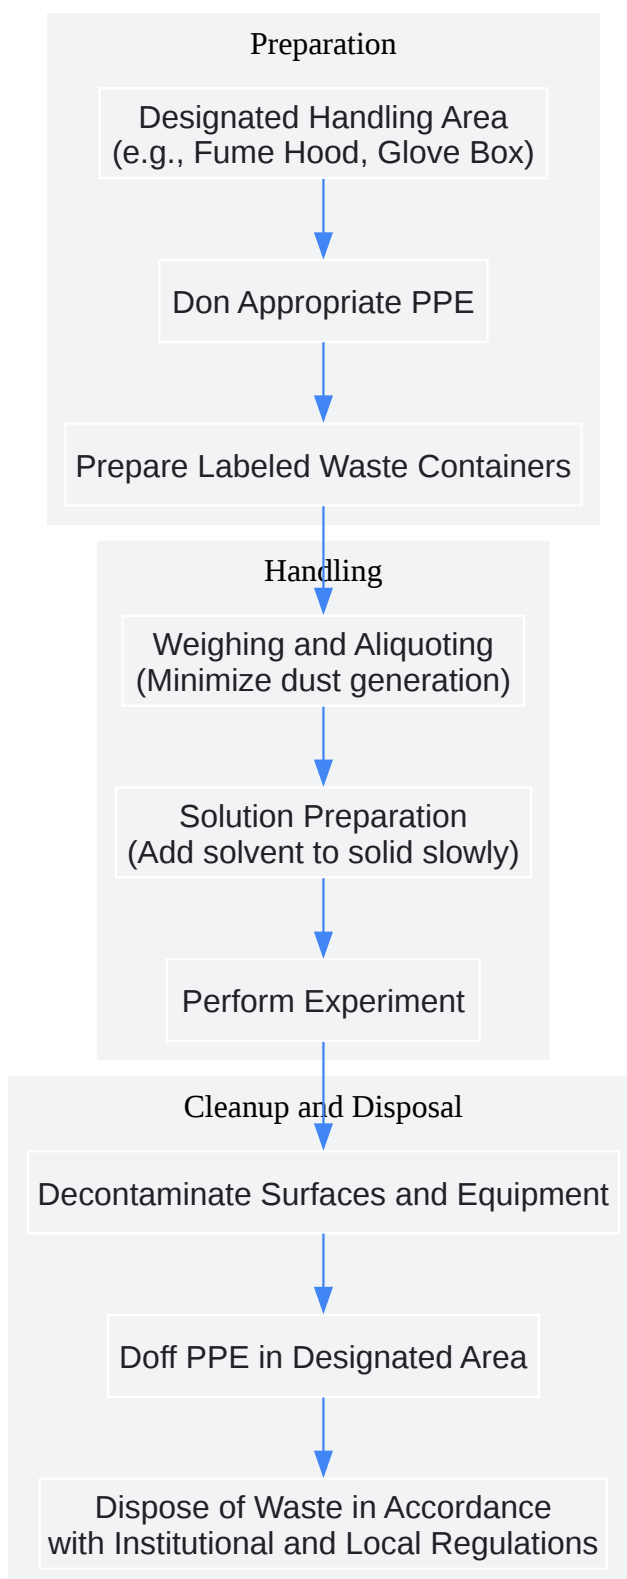 Preparation
Designated Handling Area
(e.g., Fume Hood, Glove Box)
Don Appropriate PPE
Prepare Labeled Waste Containers
Handling
Weighing and Aliquoting
(Minimize dust generation)
Solution Preparation
(Add solvent to solid slowly)
Perform Experiment
Cleanup and Disposal
Decontaminate Surfaces and Equipment
Doff PPE in Designated Area
Dispose of Waste in Accordance
with Institutional and Local Regulations